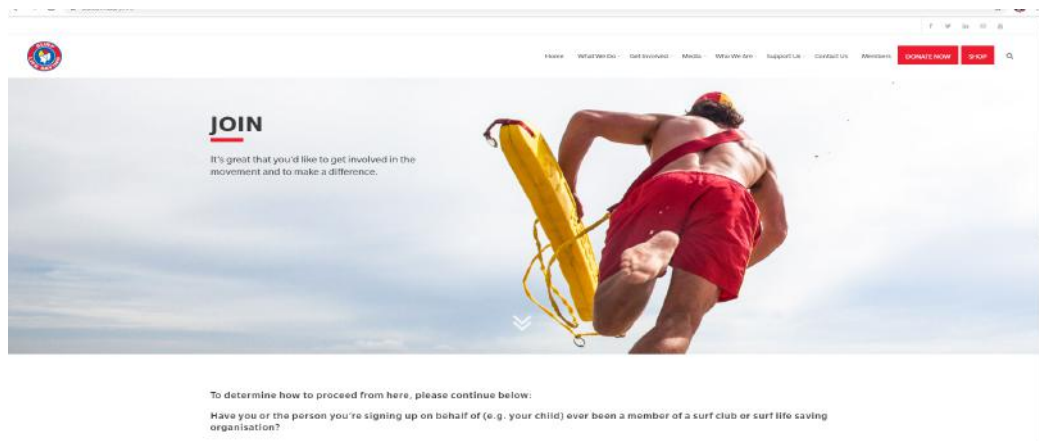 Home What We Do Get Involved Media Who We Are Support Us Contact Us Members DONATE NOW SHOP
JOIN
It's great that you'd like to get involved in the
movement and to make a difference.
To determine how to proceed from here, please continue below:
Have you or the person you're signing up on behalf of (e.g. your child) ever been a member of a surf club or surf life saving
organisation?